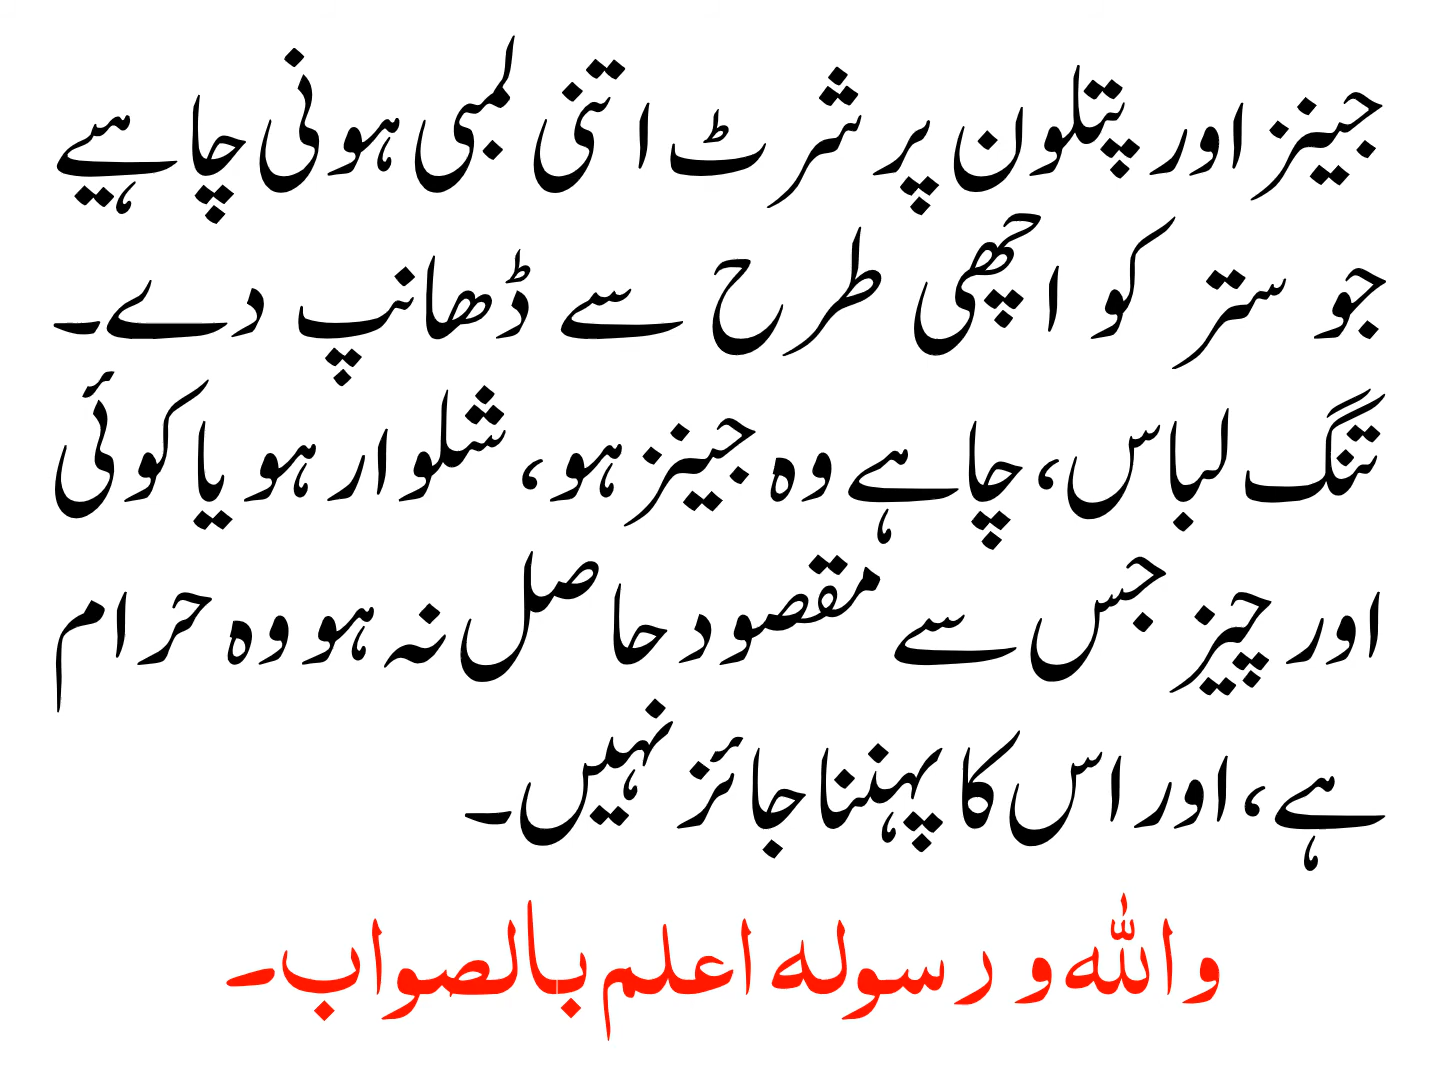 جینز اور پتلون پر شرٹ اتنی لمبی ہونی چاہیے
جو ستر کو اچھی طرح سے ڈھانپ دے۔
تنگ لباس، چاہے وہ جینز ہو، شلوار ہو یا کوئی
اور چیز جس سے مقصود حاصل نہ ہو وہ حرام
ہے، اور اس کا پہننا جائز نہیں۔
واللہ و رسولہ اعلم بالصواب۔